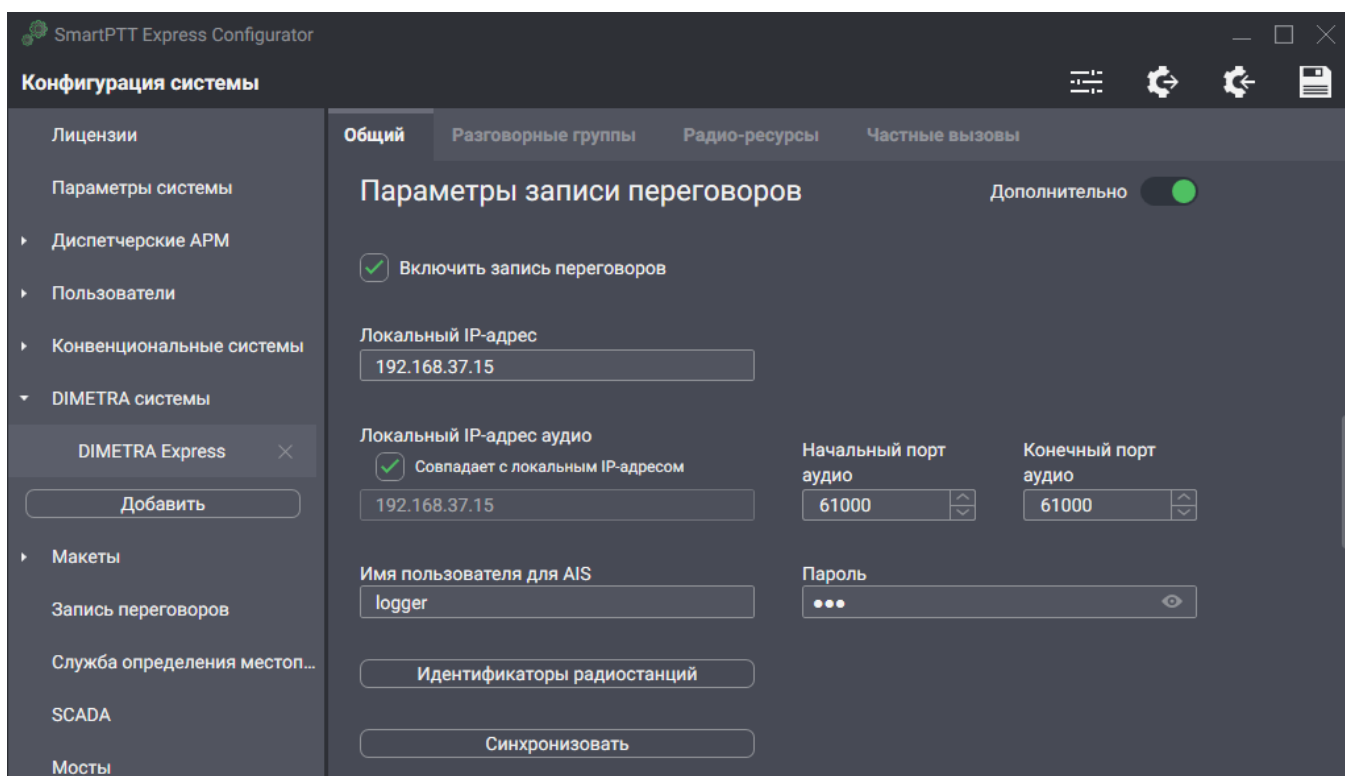 SmartPTT Express Configurator
Конфигурация системы
Лицензии
Параметры системы
Диспетчерские АРМ
Пользователи
Конвенциональные системы
DIMETRA системы
DIMETRA Express
Добавить
Макеты
Запись переговоров
Служба определения местоп...
SCADA
Мосты
Общий Разговорные группы Радио-ресурсы Частные вызовы
Параметры записи переговоров Дополнительно
Включить запись переговоров
Локальный IP-адрес
192.168.37.15
Локальный IP-адрес аудио
Совпадает с локальным IP-адресом
192.168.37.15
Начальный порт
аудио
61000
Конечный порт
аудио
61000
Имя пользователя для AIS
logger
Пароль
•••
Идентификаторы радиостанций
Синхронизовать